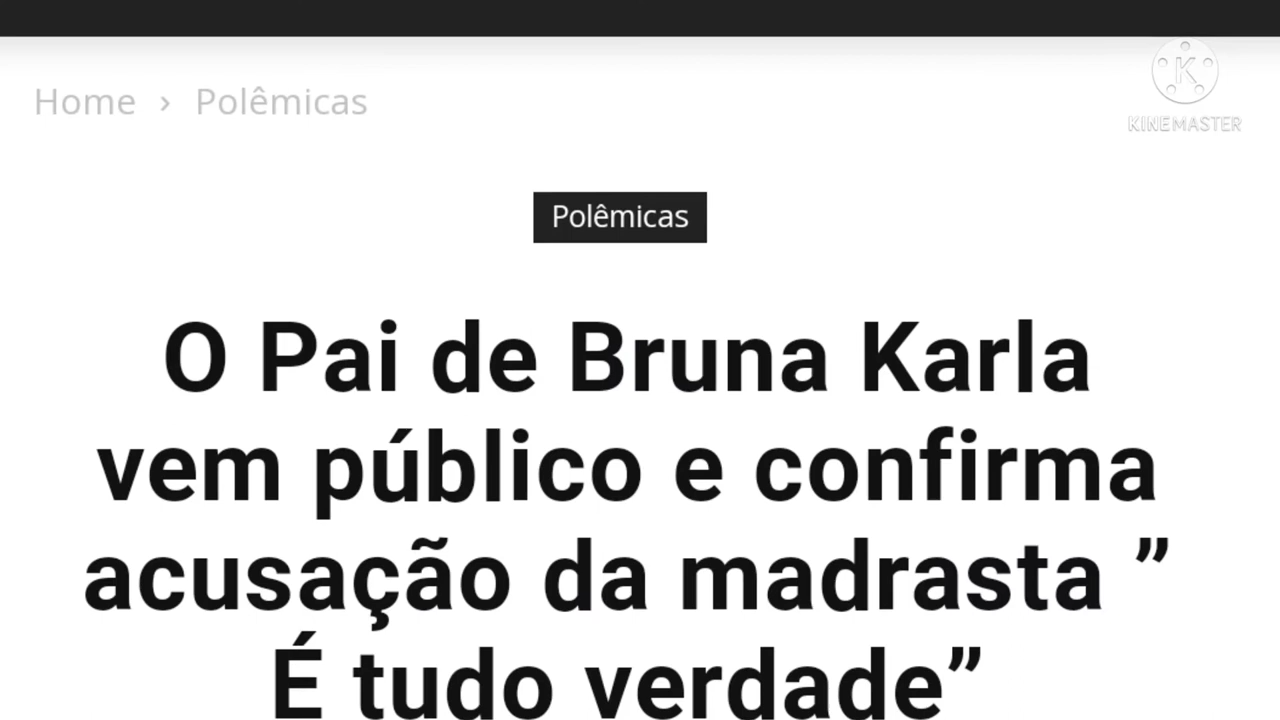 Home › Polêmicas
KINEMASTER
Polêmicas
O Pai de Bruna Karla
vem público e confirma
acusação da madrasta ”
É tudo verdade”